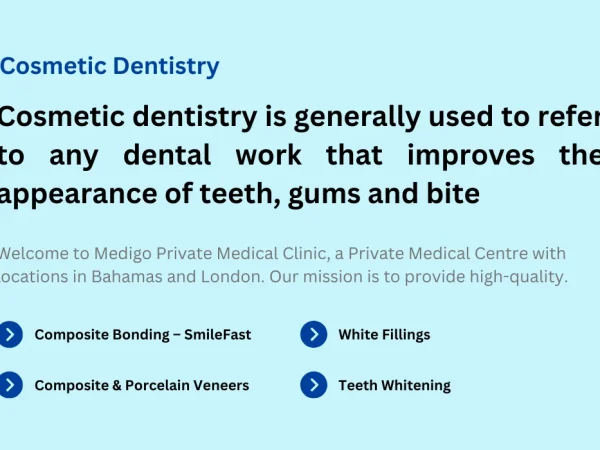 Cosmetic Dentistry
Cosmetic dentistry is generally used to refer
to any dental work that improves the
appearance of teeth, gums and bite
Welcome to Medigo Private Medical Clinic, a Private Medical Centre with
locations in Bahamas and London. Our mission is to provide high-quality.
Composite Bonding – SmileFast
White Fillings
Composite & Porcelain Veneers
Teeth Whitening